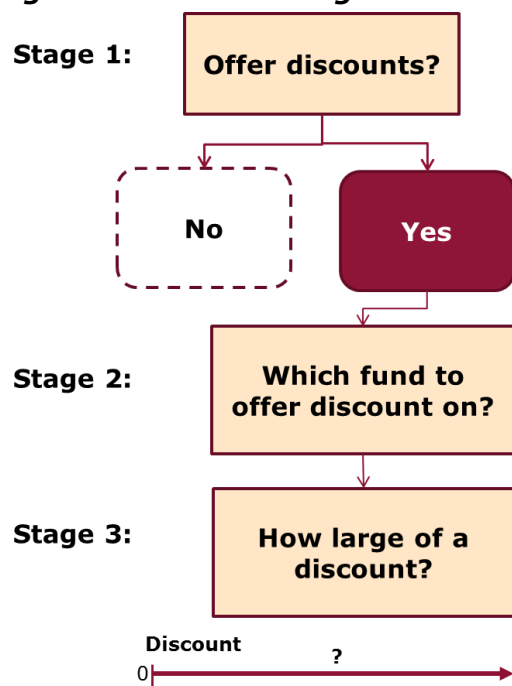 Stage 1:
Offer discounts?
No
Yes
Stage 2:
Which fund to
offer discount on?
Stage 3:
How large of a
discount?
Discount
?
0